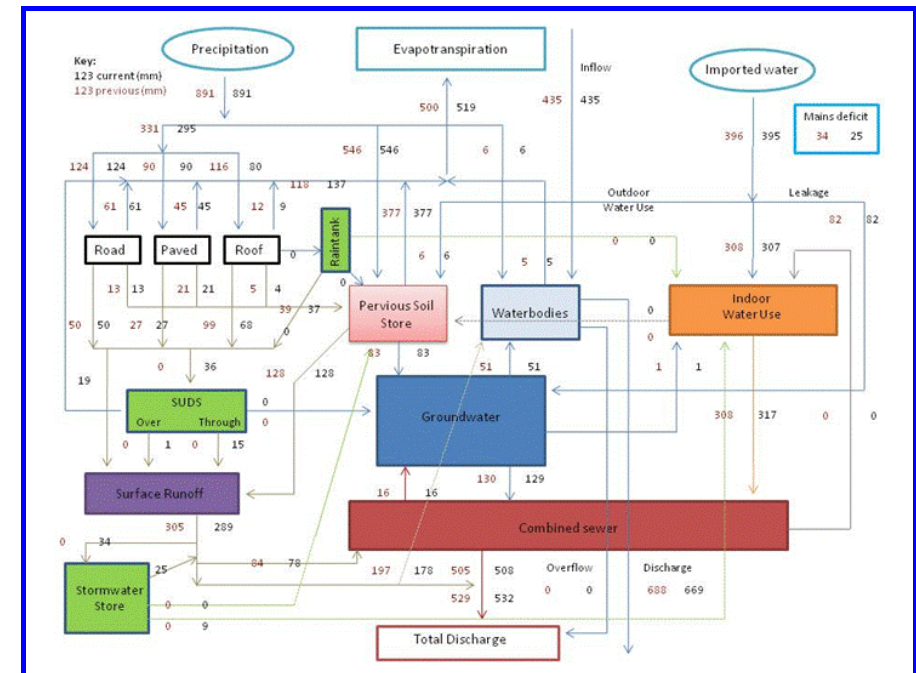 Precipitation
Evapotranspiration
Imported water
Inflow
Key:
123 current (mm)
123 previous (mm)
891 891
500 519
435 435
Mains deficit
34 25
396 395
331 295
546 546
6 6
124 124 90 90 116 80
118 137
Outdoor
Water Use
Leakage
82 82
61 61 45 45 12 9
377 377
Raintank
0 0
308 307
Road
Paved
Roof
0
6 6
5 5
13 13 21 21 5 4
0
39 37
Pervious Soil
Store
Waterbodies
0
0
Indoor
Water Use
50 50 27 27 99 68 0
83 83
0 36
128 128
51 51
1 1
19
SUDS
Over Through
0
0
Groundwater
308 317
0 0
0 1 0 15
Surface Runoff
16 16
130 129
Combined sewer
305 289
0 34
25
84 78
197 178
505 508
529 532
Overflow
0 0
Discharge
688 669
Stormwater
Store
0 0
0 9
Total Discharge